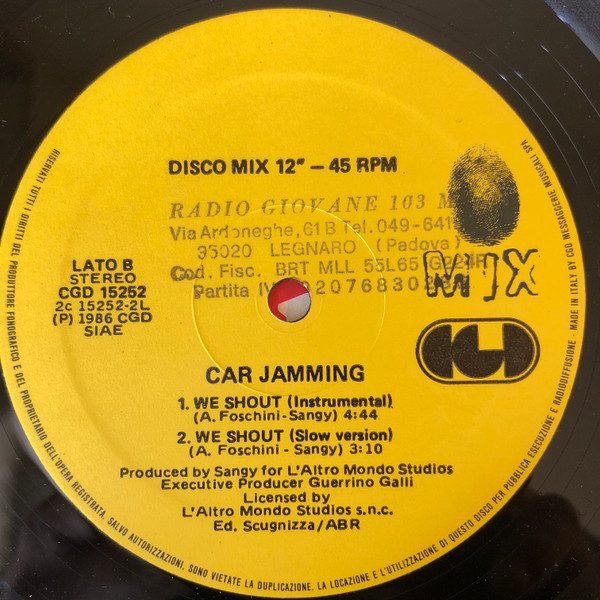 DISCO MIX 12" – 45 RPM
RADIO GIOVANE 103 M
Via Ardoneghe, 61 B Tel. 049-641
35020 LEGNARO (Padova)
Cod. Fisc. BRT MLL 55L65
Partita 02076830
MIX
LATO B
STEREO
CGD 15252
2c 15252-2L
(P) 1986 CGD
SIAE
CGD
CAR JAMMING
1. WE SHOUT (Instrumental)
(A. Foschini-Sangy) 4:44
2. WE SHOUT (Slow version)
(A. Foschini - Sangy) 3:10
Produced by Sangy for L'Altro Mondo Studios
Executive Producer Guerrino Galli
Licensed by
L'Altro Mondo Studios s.n.c.
Ed. Scugnizza/ABR
RISERVATI TUTTI I DIRITTI DEL PRODUTTORE FONOGRAFICO E DEL PROPRIETARIO DELL'OPERA REGISTRATA. SALVO AUTORIZZAZIONI, SONO VIETATE LA DUPLICAZIONE, LA LOCAZIONE E L'UTILIZZAZIONE DI QUESTO DISCO PER PUBBLICA ESECUZIONE E RADIODIFFUSIONE - MADE IN ITALY BY CGD MESSAGGERIE MUSICALI SPA